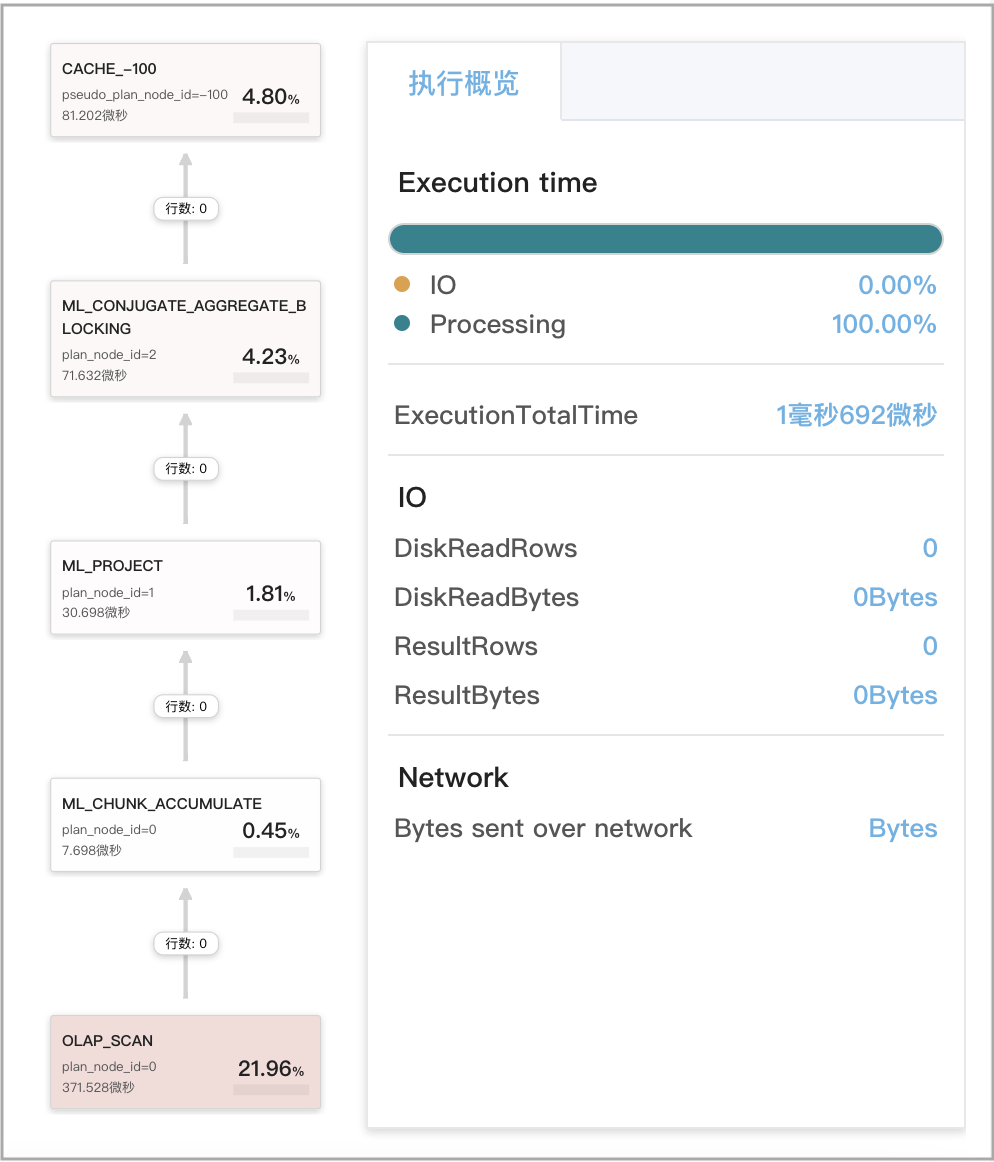 CACHE_-100
pseudo_plan_node_id=-100
4.80%
81.202微秒
行数: 0
ML_CONJUGATE_AGGREGATE_B
LOCKING
plan_node_id=2
4.23%
71.632微秒
行数: 0
ML_PROJECT
plan_node_id=1
1.81%
30.698微秒
行数: 0
ML_CHUNK_ACCUMULATE
plan_node_id=0
0.45%
7.698微秒
行数: 0
OLAP_SCAN
plan_node_id=0
21.96%
371.528微秒
执行概览
Execution time
IO 0.00%
Processing 100.00%
ExecutionTotalTime 1毫秒692微秒
IO
DiskReadRows 0
DiskReadBytes 0Bytes
ResultRows 0
ResultBytes 0Bytes
Network
Bytes sent over network Bytes